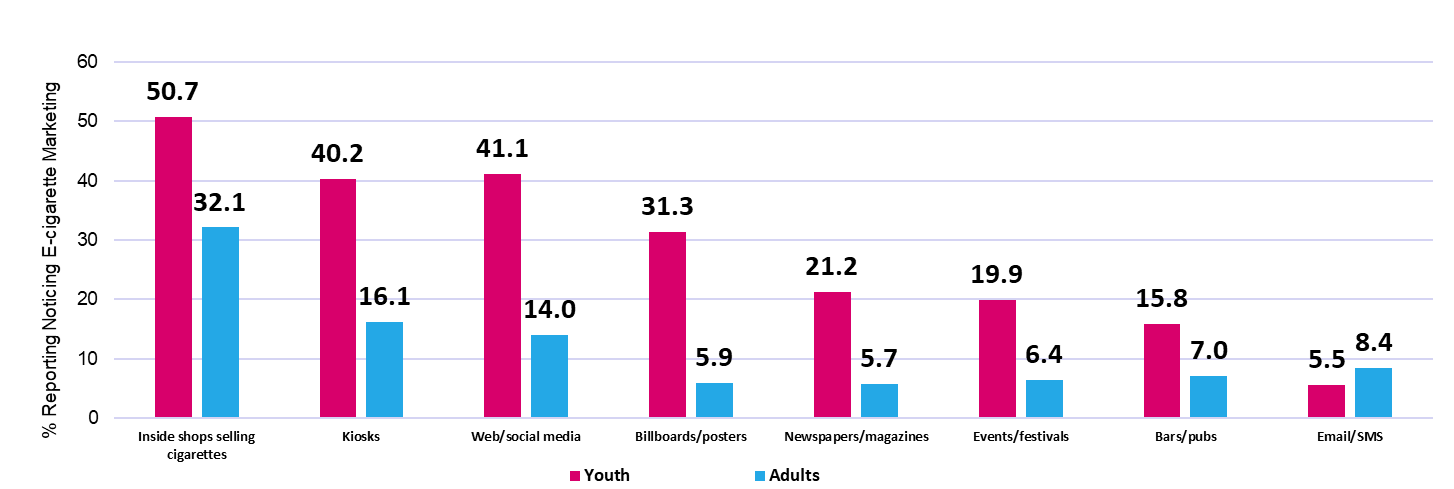 % Reporting Noticing E-cigarette Marketing
60
50
40
30
20
10
0
50.7
32.1
40.2
16.1
41.1
14.0
31.3
5.9
21.2
5.7
19.9
6.4
15.8
7.0
5.5
8.4
Inside shops selling
cigarettes
Kiosks
Web/social media
Billboards/posters
Newspapers/magazines
Events/festivals
Bars/pubs
Email/SMS
Youth
Adults